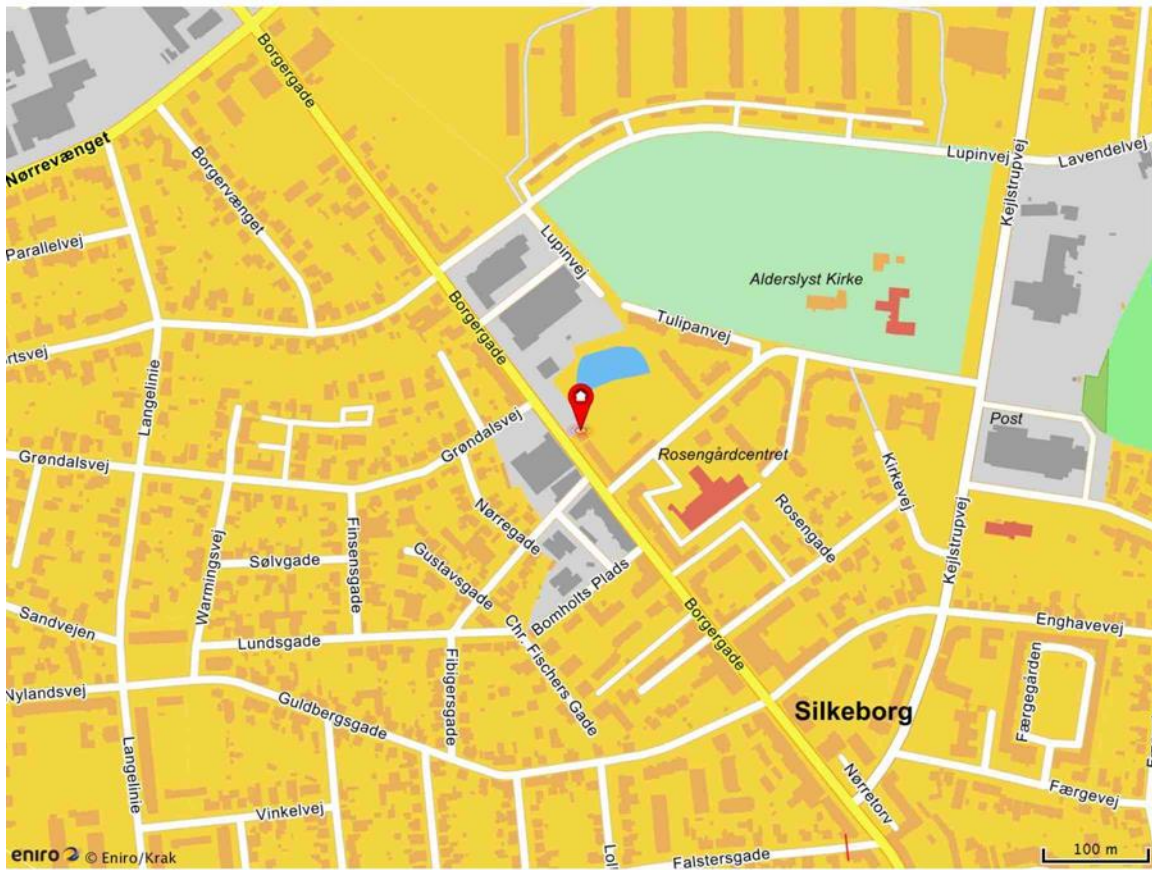 Borgergade
Nørrevænget
Borgervænget
Lupinvej
Lavendelvej
Kejlstrupvej
Parallelvej
Lupinvej
Alderslyst Kirke
Borgergade
Tulipanvej
rtsvej
Langelinie
Post
Grøndalsvej
Grøndalsvej
Rosengårdcentret
Kirkevej
Nørregade
Rosengade
Finsensgade
Warmingsvej
Sølvgade
Gustavsgade
Kejlstrupvej
Bomholts Plads
Sandvejen
Lundsgade
Borgergade
Enghavevej
Chr. Fischers Gade
Fibigersgade
Færgegården
Nylandsvej
Guldbergsgade
Silkeborg
Langelinie
Nørretorv
Færgevej
Vinkelvej
Falstersgade
eniro © Eniro/Krak
100 m